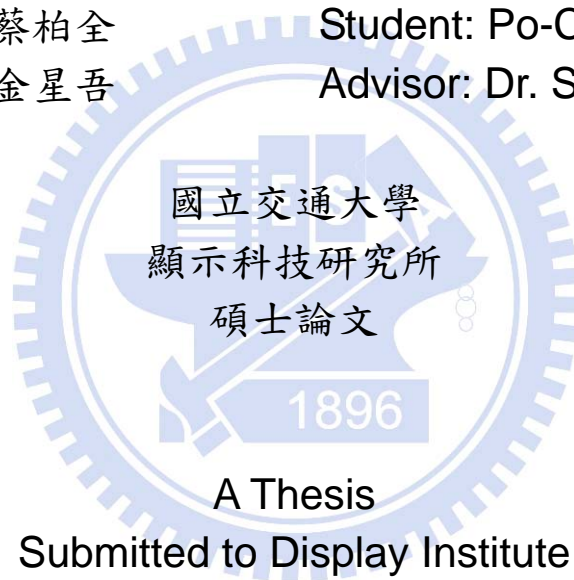 蔡柏全 Student: Po-C
金星吾 Advisor: Dr. S
國立交通大學
顯示科技研究所
碩士論文
1896
A Thesis
Submitted to Display Institute